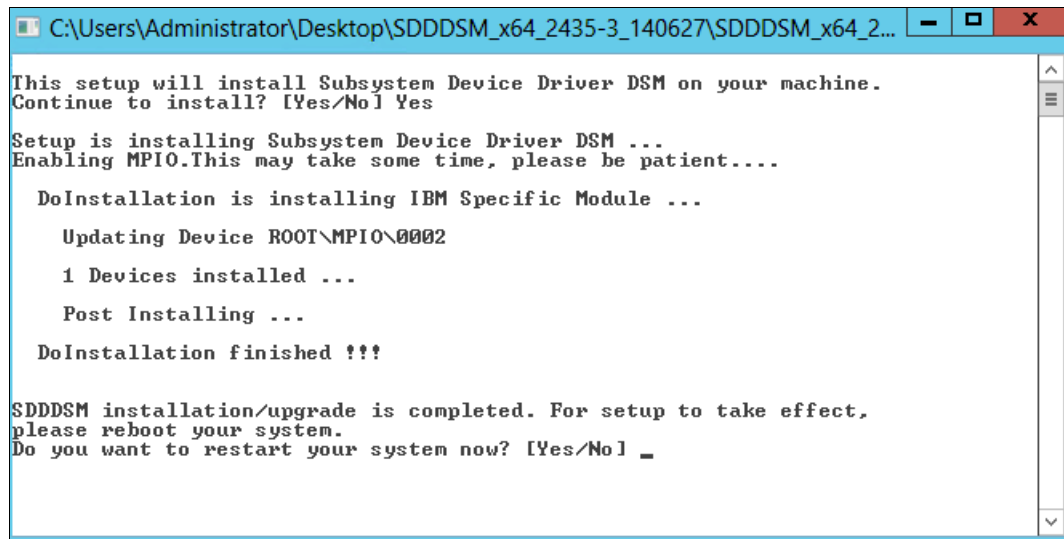 C:\Users\Administrator\Desktop\SDDDSM_x64_2435-3_140627\SDDDSM_x64_2...
This setup will install Subsystem Device Driver DSM on your machine.
Continue to install? [Yes/No] Yes
Setup is installing Subsystem Device Driver DSM ...
Enabling MPIO.This may take some time, please be patient....
DoInstallation is installing IBM Specific Module ...
Updating Device ROOT\MPIO\0002
1 Devices installed ...
Post Installing ...
DoInstallation finished !!!
SDDDSM installation/upgrade is completed. For setup to take effect,
please reboot your system.
Do you want to restart your system now? [Yes/No] _